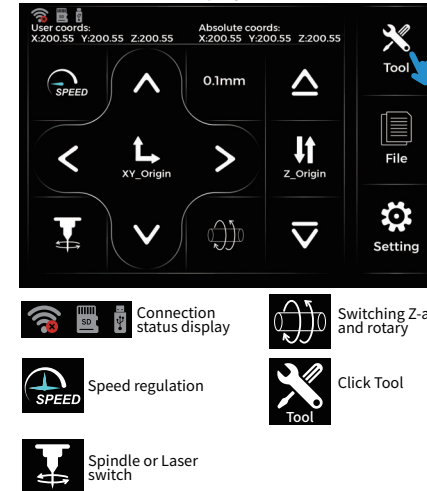 User coords:
X:200.55 Y:200.55 Z:200.55
Absolute coords:
X:200.55 Y:200.55 Z:200.55
Tool
SPEED
0.1mm
XY_Origin
Z_Origin
File
Setting
SD
Connection
status display
Switching Z-a
and rotary
SPEED
Speed regulation
Tool
Click Tool
Spindle or Laser
switch